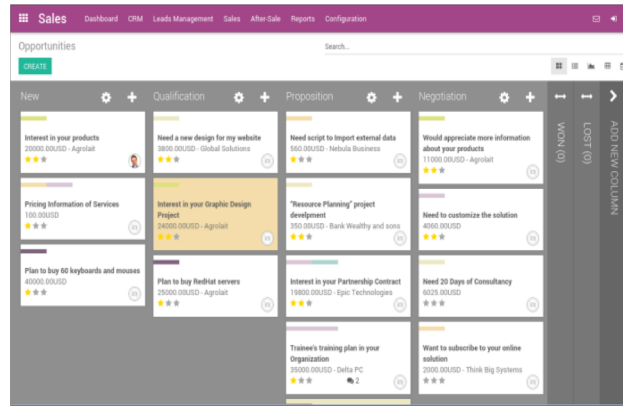 Sales
Dashboard CRM Leads Management Sales After-Sale Reports Configuration
Opportunities
Search...
CREATE
New
Interest in your products
20000.00USD - Agrolait
Pricing Information of Services
100.00USD
Plan to buy 60 keyboards and mouses
40000.00USD
Qualification
Need a new design for my website
3800.00USD - Global Solutions
Interest in your Graphic Design
Project
24000.00USD - Agrolait
Plan to buy RedHat servers
25000.00USD - Agrolait
Proposition
Need script to Import external data
560.00USD - Nebula Business
"Resource Planning" project
develpment
350.00USD - Bank Wealthy and sons
Interest in your Partnership Contract
19800.00USD - Epic Technologies
Trainee's training plan in your
Organization
35000.00USD - Delta PC
2
Negotiation
Would appreciate more information
about your products
11000.00USD - Agrolait
Need to customize the solution
4060.00USD
Need 20 Days of Consultancy
6025.00USD
Want to subscribe to your online
solution
2000.00USD - Think Big Systems
WON (0)
LOST (0)
ADD NEW COLUMN